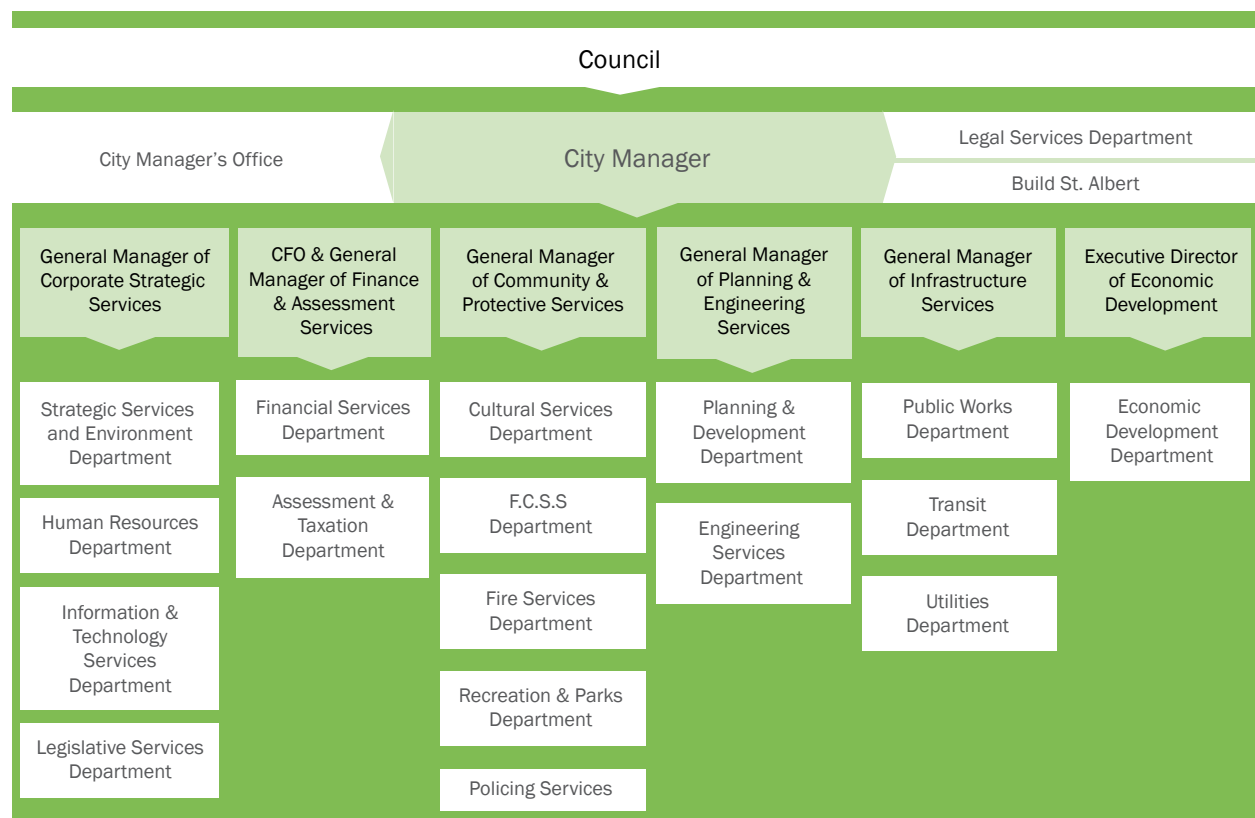 Council
City Manager's Office
City Manager
Legal Services Department
Build St. Albert
General Manager of
Corporate Strategic
Services
CFO & General
Manager of Finance
& Assessment
Services
General Manager
of Community &
Protective Services
General Manager
of Planning &
Engineering
Services
General Manager
of Infrastructure
Services
Executive Director
of Economic
Development
Strategic Services
and Environment
Department
Human Resources
Department
Information &
Technology
Services
Department
Legislative Services
Department
Financial Services
Department
Assessment &
Taxation
Department
Cultural Services
Department
F.C.S.S
Department
Fire Services
Department
Recreation & Parks
Department
Policing Services
Planning &
Development
Department
Engineering
Services
Department
Public Works
Department
Transit
Department
Utilities
Department
Economic
Development
Department